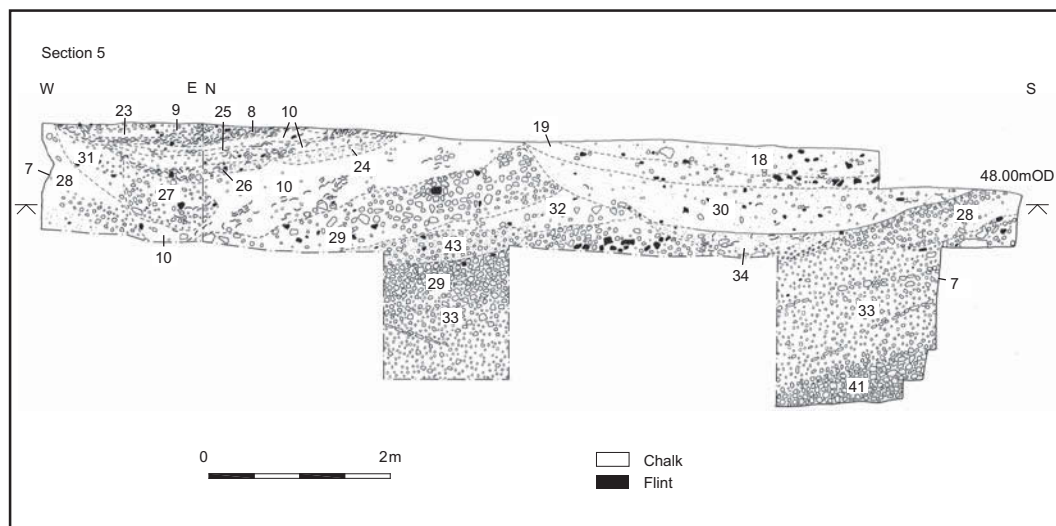 Section 5
W E N S
23 9 25 8 10 19
18
24
31
7 48.00mOD
28 27 26 10 30 28
32
29 43 34
10
29 7
33 33
41
0 2m
Chalk
Flint